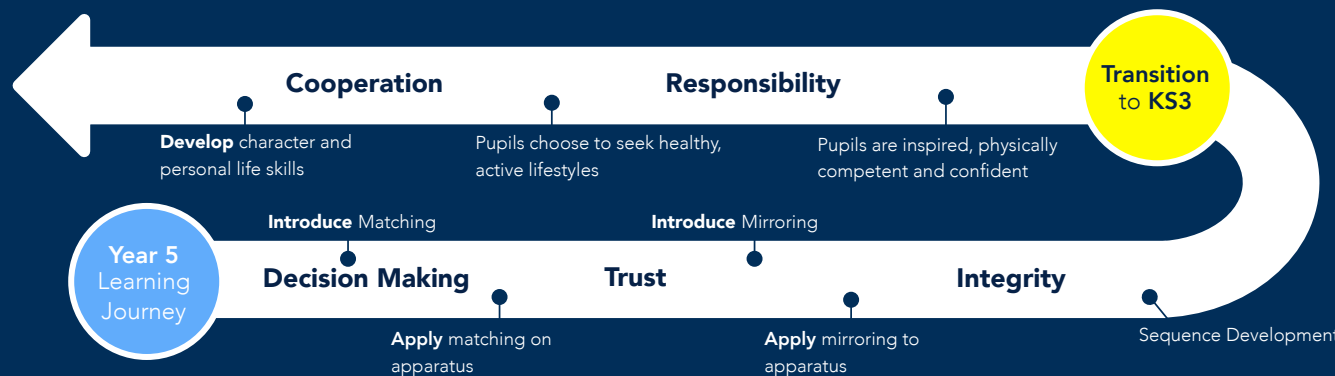 Cooperation
Responsibility
Transition
to KS3
Develop character and
personal life skills
Pupils choose to seek healthy,
active lifestyles
Pupils are inspired, physically
competent and confident
Introduce Matching
Introduce Mirroring
Year 5
Learning
Journey
Decision Making
Trust
Integrity
Apply matching on
apparatus
Apply mirroring to
apparatus
Sequence Development